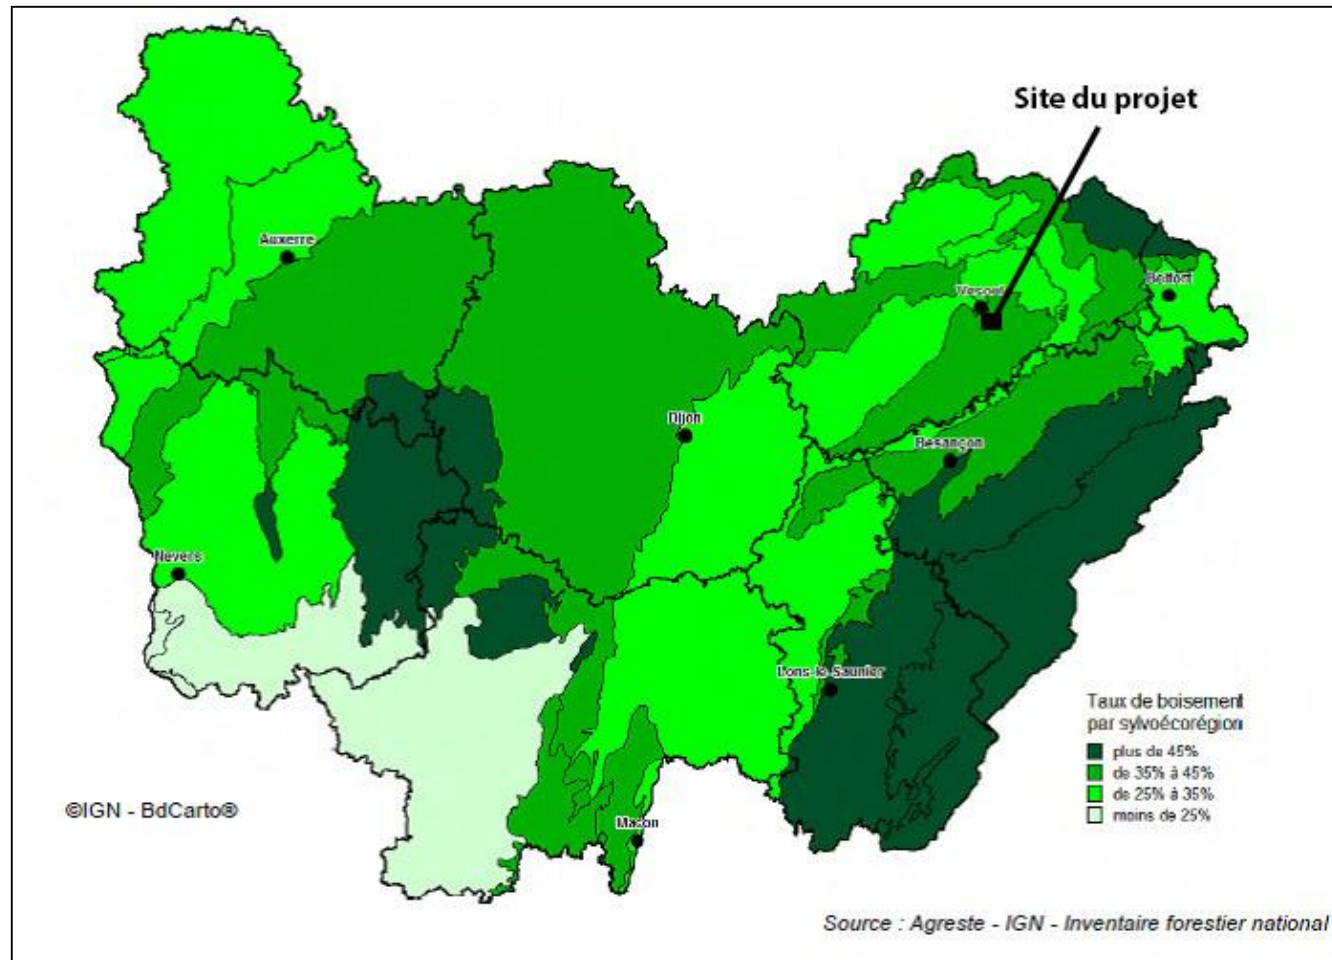 Site du projet
Auxerre
Vesoul
Belfort
Dijon
Besançon
Nevers
Lons-le-Saunier
Macon
Taux de boisement
par sylvoécorégion
plus de 45%
de 35% à 45%
de 25% à 35%
moins de 25%
©IGN - BdCarto®
Source : Agreste - IGN - Inventaire forestier national